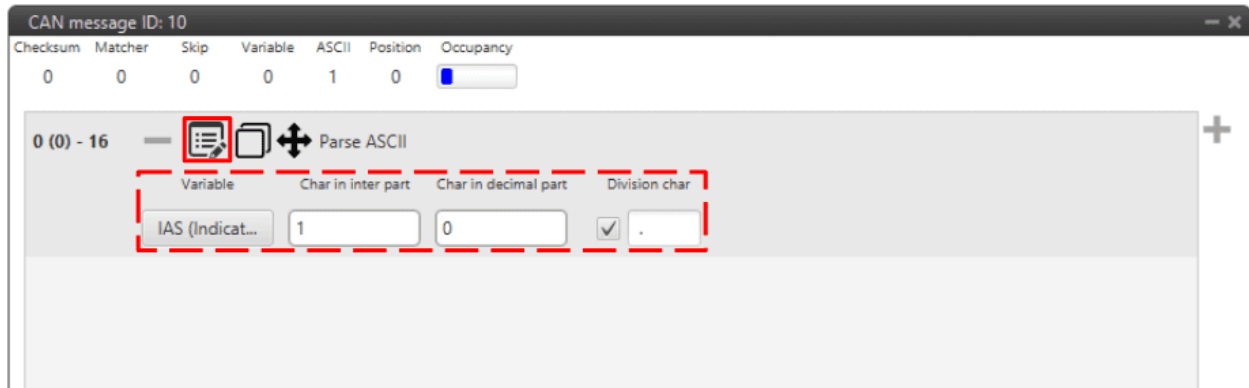 CAN message ID: 10
Checksum Matcher Skip Variable ASCII Position Occupancy
0 0 0 0 1 0
0 (0) - 16 Parse ASCII
Variable Char in inter part Char in decimal part Division char
IAS (Indicat... 1 0 .